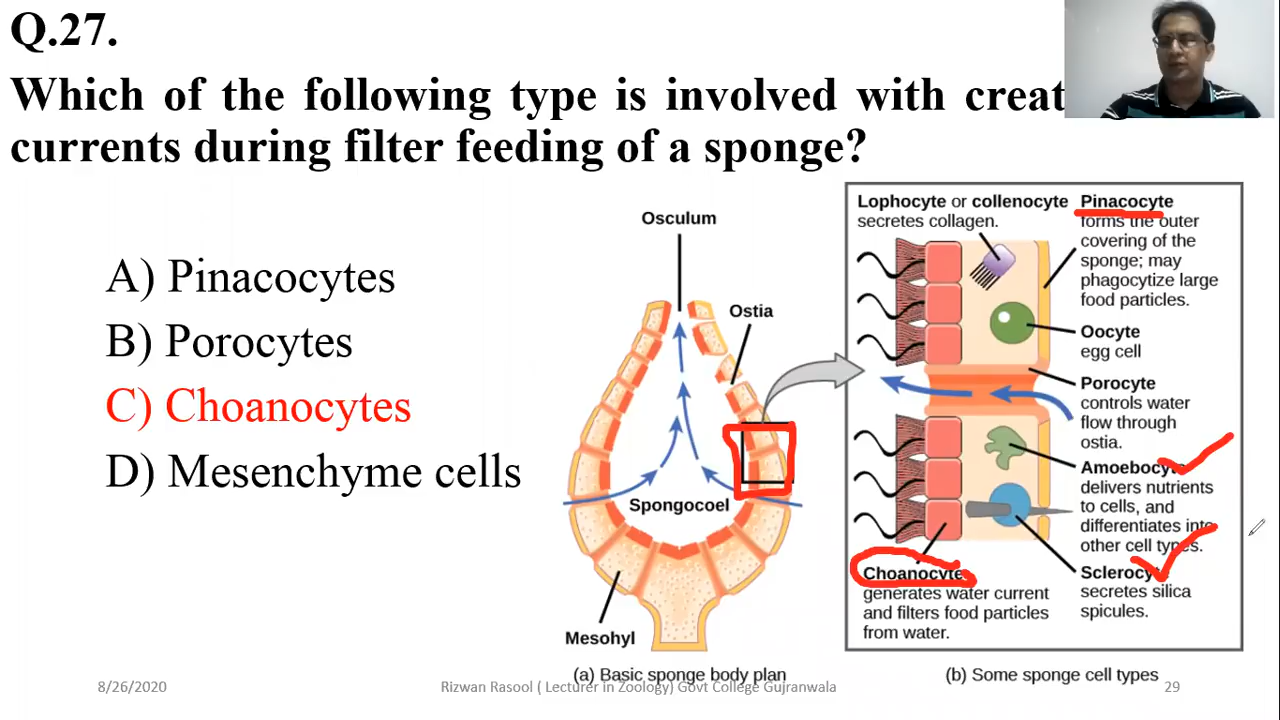 Q.27.
Which of the following type is involved with creat
currents during filter feeding of a sponge?
A) Pinacocytes
B) Porocytes
C) Choanocytes
D) Mesenchyme cells
Osculum
Ostia
Spongocoel
Mesohyl
(a) Basic sponge body plan
Lophocyte or collenocyte
secretes collagen.
Pinacocyte
forms the outer
covering of the
sponge; may
phagocytize large
food particles.
Oocyte
egg cell
Porocyte
controls water
flow through
ostia.
Amoebocyte
delivers nutrients
to cells, and
differentiates into
other cell types.
Sclerocyte
secretes silica
spicules.
Choanocyte
generates water current
and filters food particles
from water.
(b) Some sponge cell types
8/26/2020
Rizwan Rasool ( Lecturer in Zoology) Govt College Gujranwala
29